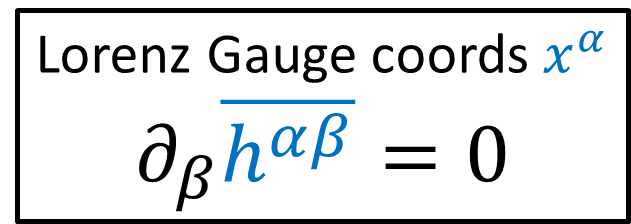 Lorenz Gauge coords x^α
∂_β \overline{h^{αβ}} = 0